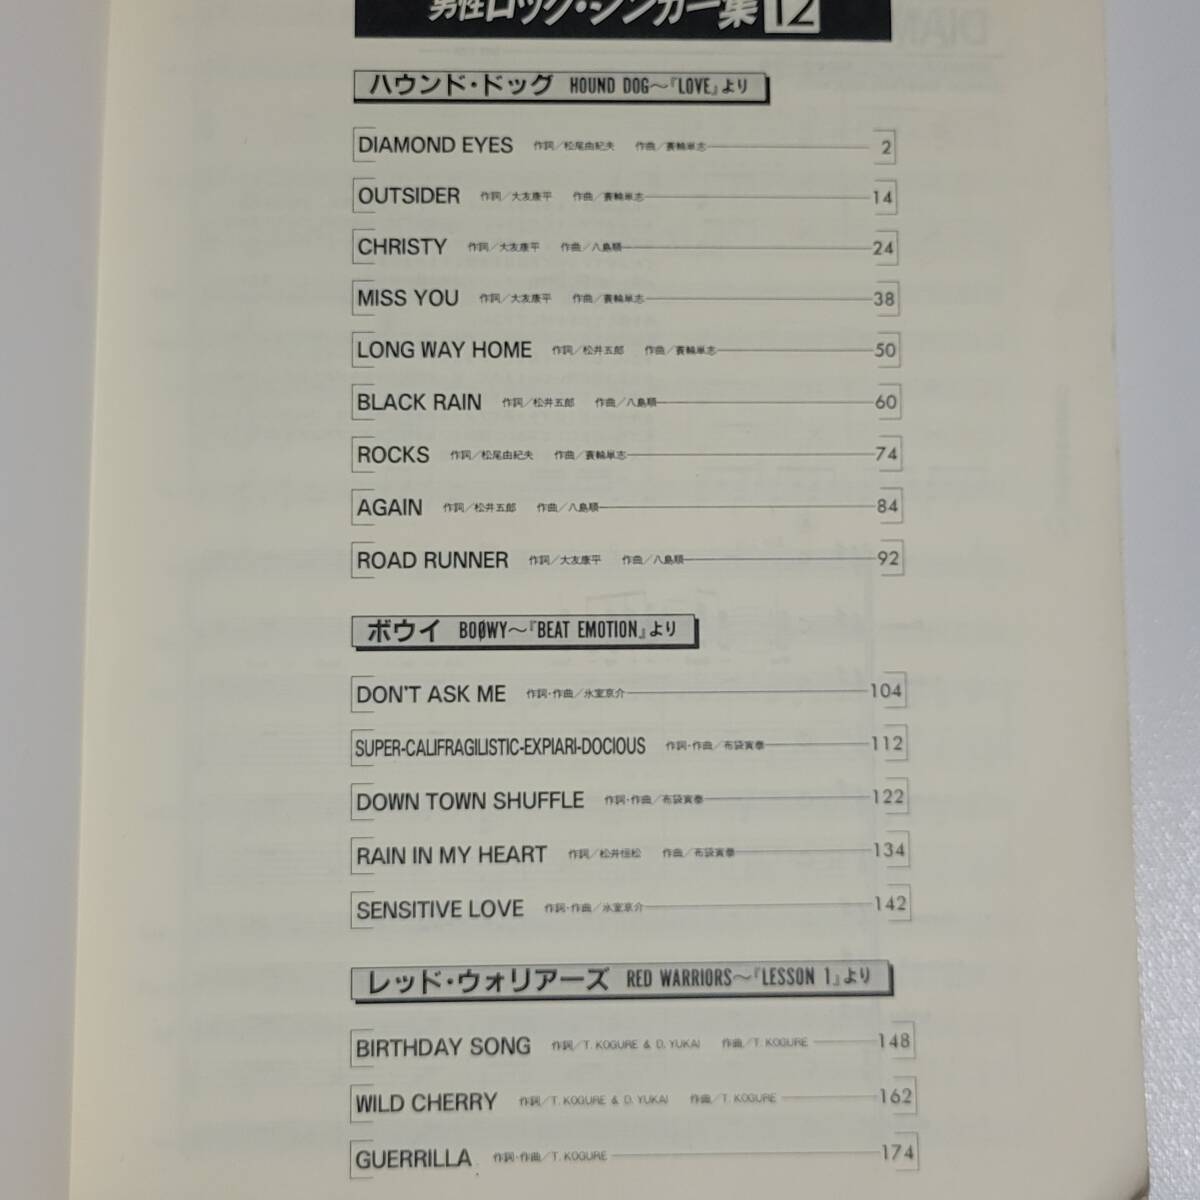 男性ロック・シンガー集12
ハウンド・ドッグ HOUND DOG～『LOVE』より
DIAMOND EYES 作詞／松尾由紀夫 作曲／蓑輪単志 2
OUTSIDER 作詞／大友康平 作曲／蓑輪単志 14
CHRISTY 作詞／大友康平 作曲／八島順一 24
MISS YOU 作詞／大友康平 作曲／蓑輪単志 38
LONG WAY HOME 作詞／松井五郎 作曲／蓑輪単志 50
BLACK RAIN 作詞／松井五郎 作曲／八島順一 60
ROCKS 作詞／松尾由紀夫 作曲／蓑輪単志 74
AGAIN 作詞／松井五郎 作曲／八島順一 84
ROAD RUNNER 作詞／大友康平 作曲／八島順一 92
ボウイ BOØWY～『BEAT EMOTION』より
DON'T ASK ME 作詞・作曲／氷室京介 104
SUPER-CALIFRAGILISTIC-EXPIARI-DOCIOUS 作詞・作曲／布袋寅泰 112
DOWN TOWN SHUFFLE 作詞・作曲／布袋寅泰 122
RAIN IN MY HEART 作詞／松井恒松 作曲／布袋寅泰 134
SENSITIVE LOVE 作詞・作曲／氷室京介 142
レッド・ウォリアーズ RED WARRIORS～『LESSON 1』より
BIRTHDAY SONG 作詞／T. KOGURE & D. YUKAI 作曲／T. KOGURE 148
WILD CHERRY 作詞／T. KOGURE & D. YUKAI 作曲／T. KOGURE 162
GUERRILLA 作詞・作曲／T. KOGURE 174